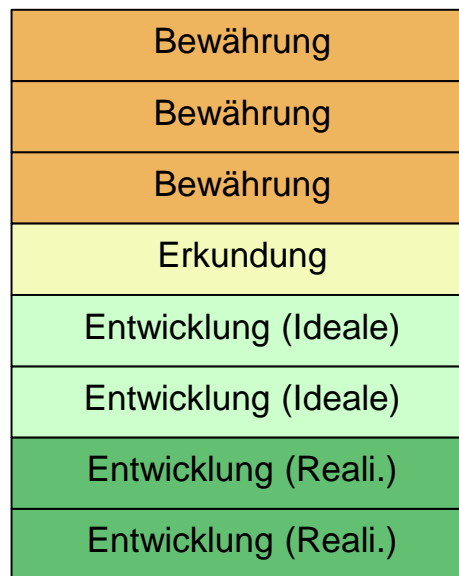 Bewährung
Bewährung
Bewährung
Erkundung
Entwicklung (Ideale)
Entwicklung (Ideale)
Entwicklung (Reali.)
Entwicklung (Reali.)